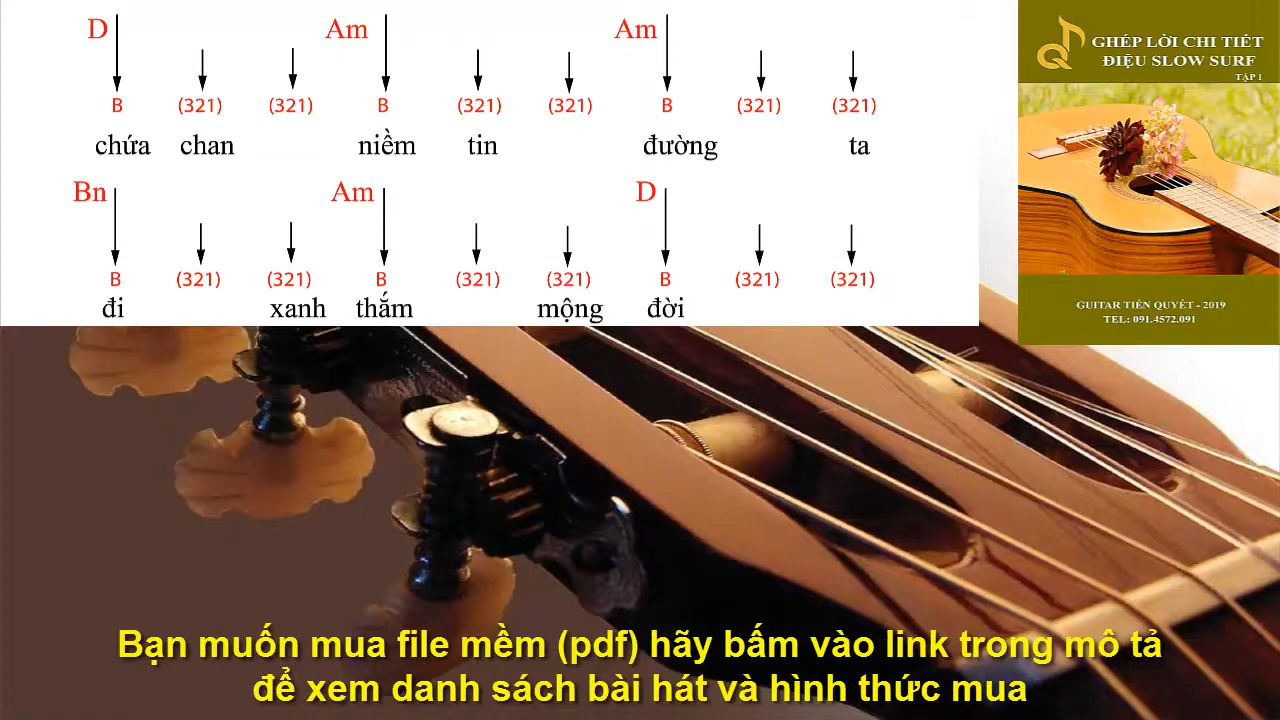 D Am Am
B (321) (321) B (321) (321) B (321) (321)
chứa chan niềm tin đường ta
Bn Am D
B (321) (321) B (321) (321) B (321) (321)
đi xanh thắm mộng đời
GHÉP LỜI CHI TIẾT
ĐIỆU SLOW SURF
TẬP 1
GUITAR TIẾN QUYẾT - 2019
TEL: 091.4572.091
Bạn muốn mua file mềm (pdf) hãy bấm vào link trong mô tả
để xem danh sách bài hát và hình thức mua